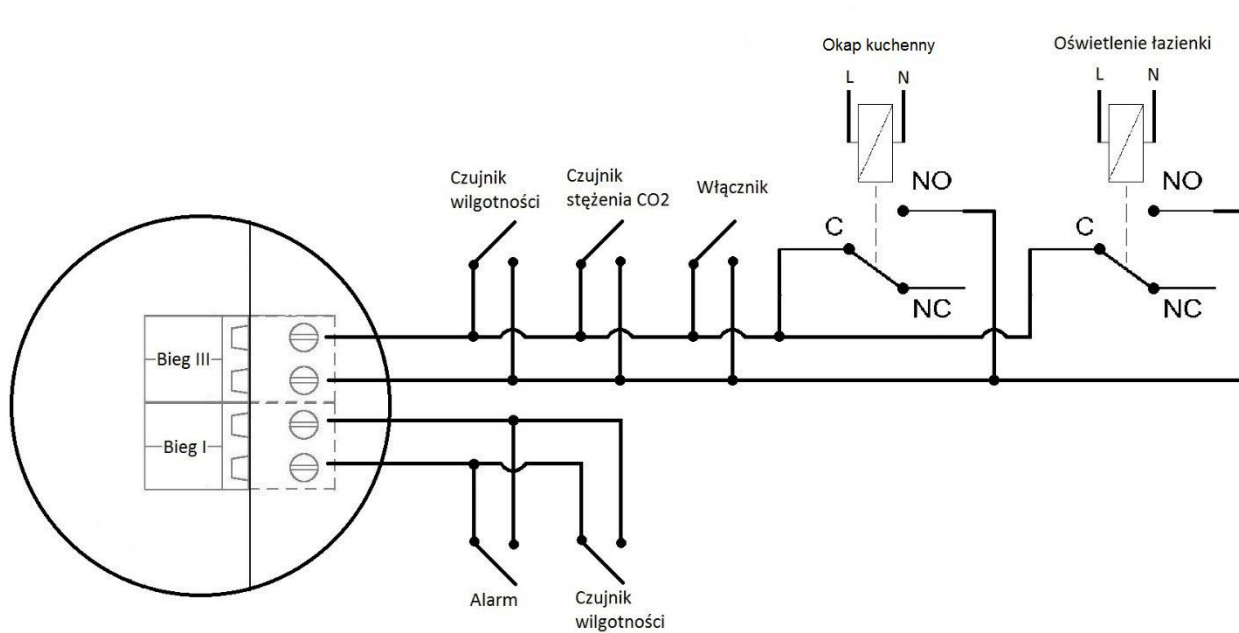 Okap kuchenny
Oświetlenie łazienki
L N
L N
Czujnik
wilgotności
Czujnik
stężenia CO2
Włącznik
NO
C
NC
NO
C
NC
Bieg III
Bieg I
Alarm
Czujnik
wilgotności